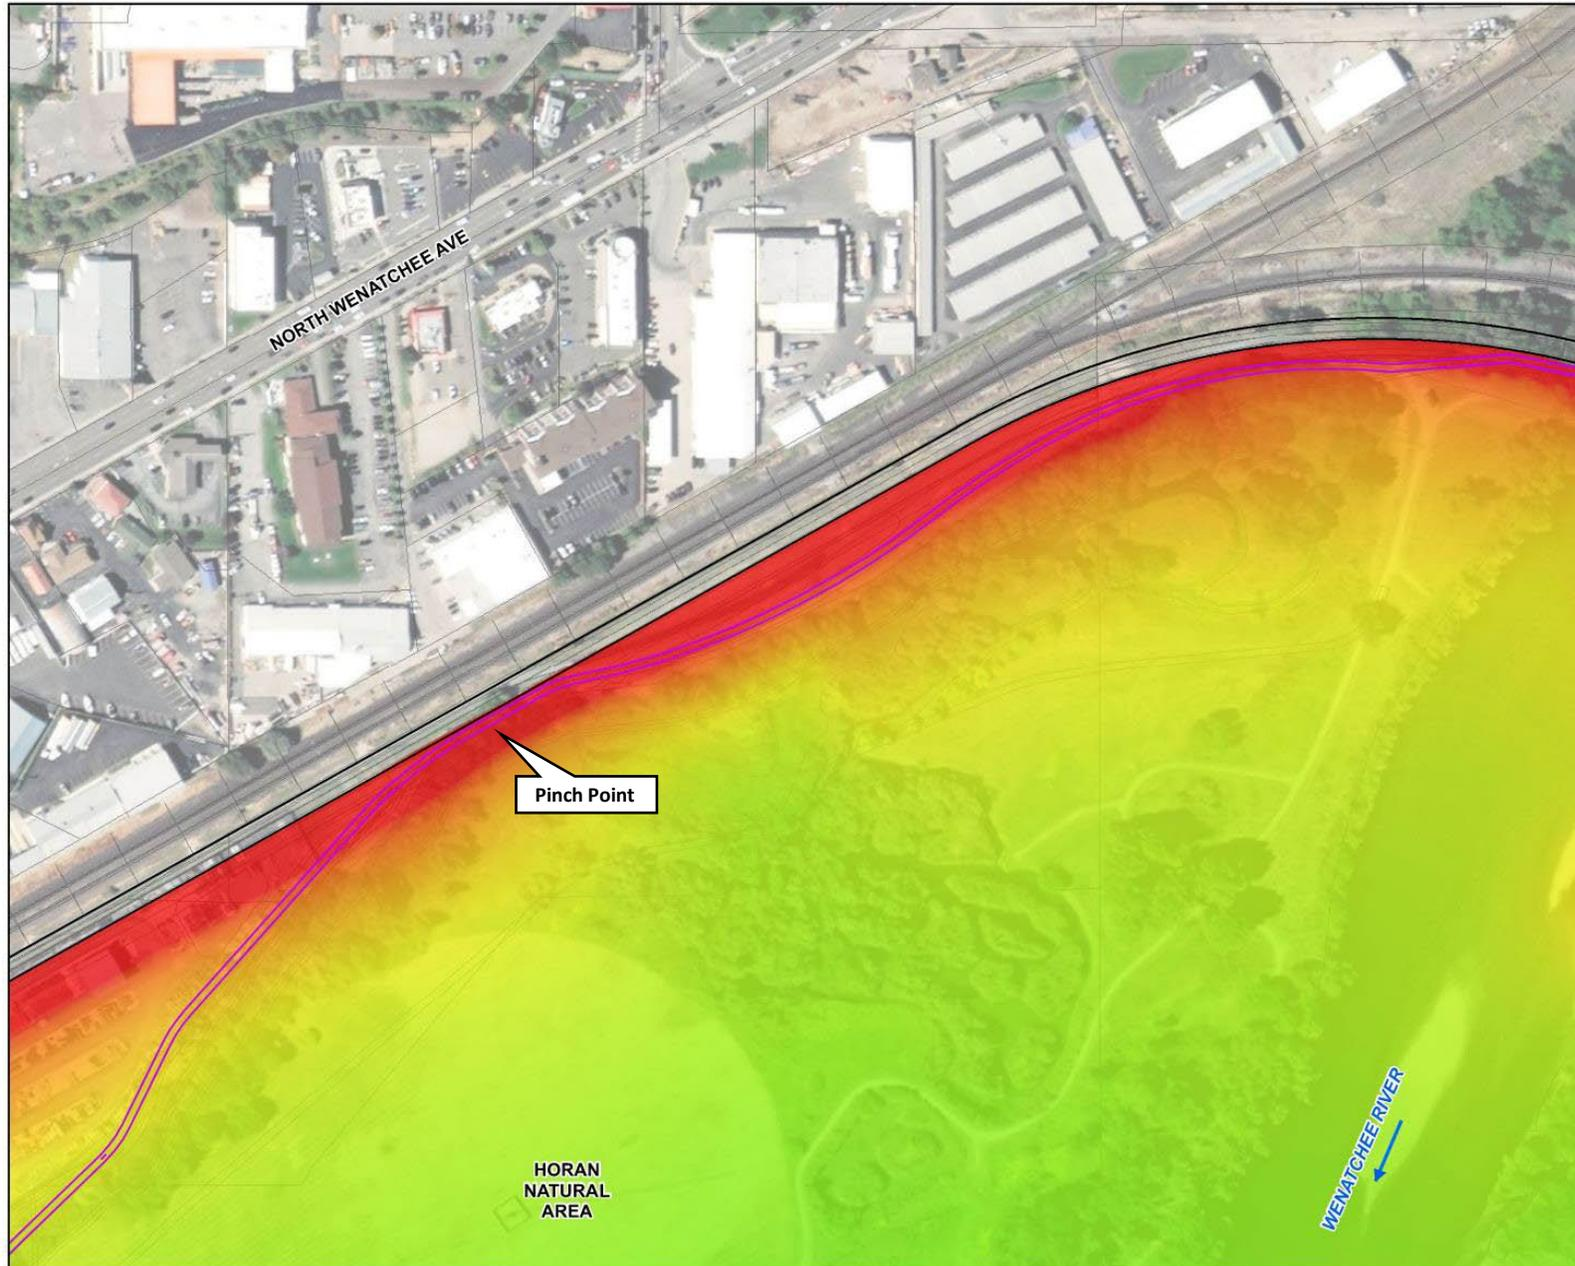 NORTH WENATCHEE AVE
Pinch Point
HORAN
NATURAL
AREA
WENATCHEE RIVER